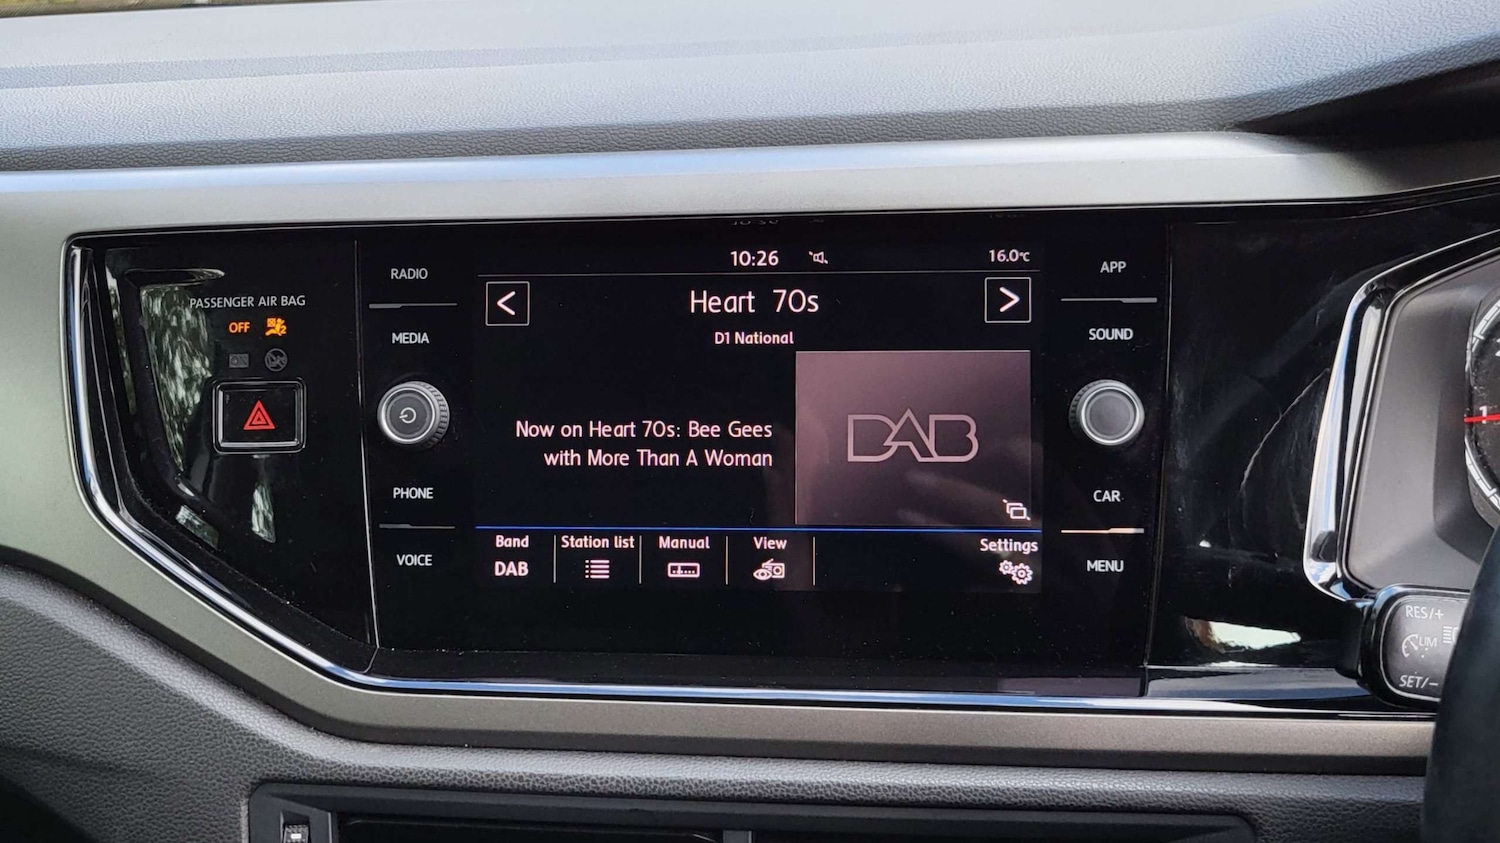 PASSENGER AIR BAG
OFF
RADIO
MEDIA
PHONE
VOICE
10:26
16.0°C
Heart 70s
D1 National
Now on Heart 70s: Bee Gees
with More Than A Woman
DAB
Band
DAB
Station list
Manual
View
Settings
APP
SOUND
CAR
MENU
1
RES/+
LIM
SET/−